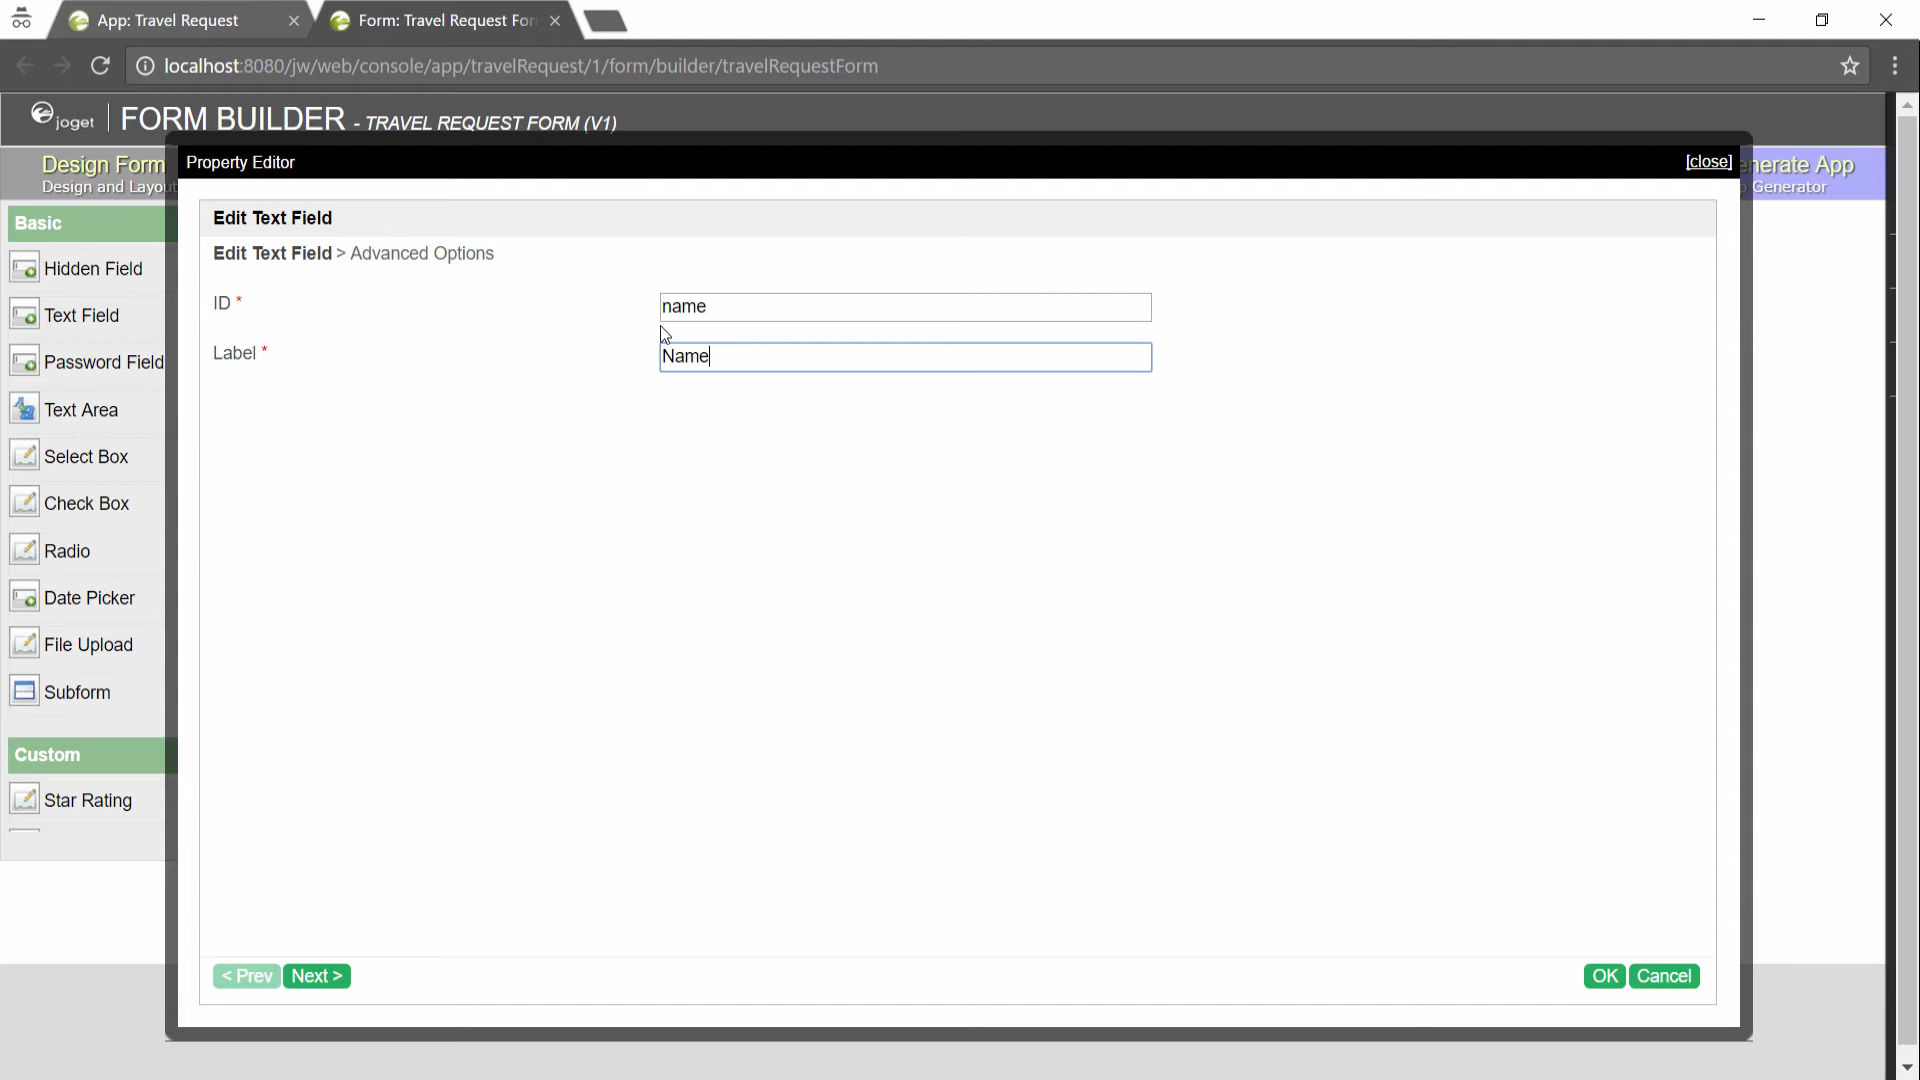 App: Travel Request
Form: Travel Request For
localhost:8080/jw/web/console/app/travelRequest/1/form/builder/travelRequestForm
joget
FORM BUILDER - TRAVEL REQUEST FORM (V1)
Design Form
Design and Layou
Property Editor
[close]
nerate App
Generator
Basic
Hidden Field
Text Field
Password Field
Text Area
Select Box
Check Box
Radio
Date Picker
File Upload
Subform
Custom
Star Rating
Edit Text Field
Edit Text Field > Advanced Options
ID *
name
Label *
Name
< Prev
Next >
OK
Cancel